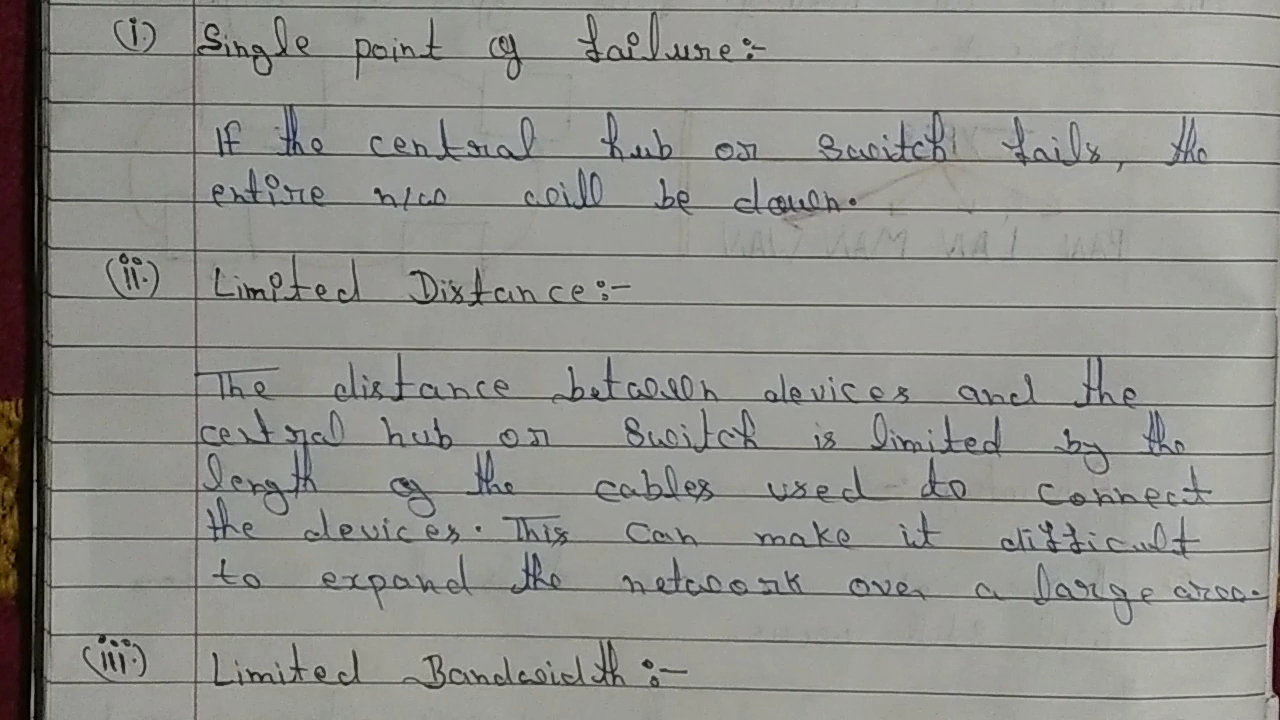 (i) Single point of failure:-
If the central hub or switch fails, the
entire n/w will be down.
(ii.) Limited Distance:-
The distance between devices and the
central hub or switch is limited by the
length of the cables used to connect
the devices. This can make it difficult
to expand the network over a large area.
(iii.) Limited Bandwidth:-